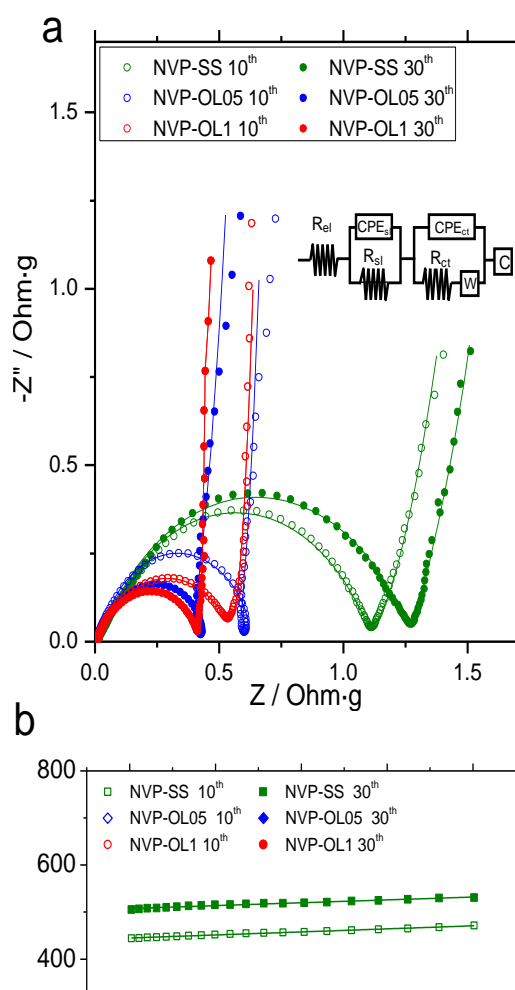 a
NVP-SS 10th NVP-SS 30th
NVP-OL05 10th NVP-OL05 30th
NVP-OL1 10th NVP-OL1 30th
1.5
1.0
0.5
0.0
-Z" / Ohm·g
Rel
CPEsl
Rsl
CPEct
Rct
W
C
0.0 0.5 1.0 1.5
Z / Ohm·g
b
800
600
400
NVP-SS 10th NVP-SS 30th
NVP-OL05 10th NVP-OL05 30th
NVP-OL1 10th NVP-OL1 30th